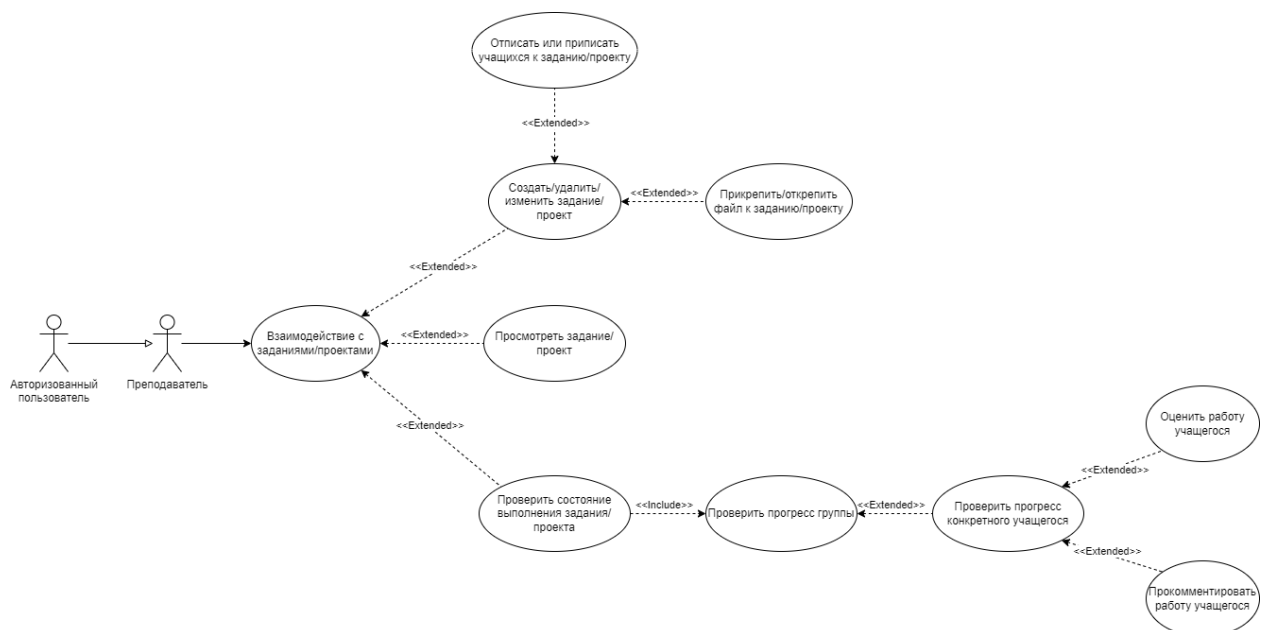 Отписать или приписать
учащихся к заданию/проекту
<<Extended>>
Создать/удалить/
изменить задание/
проект
<<Extended>>
Прикрепить/открепить
файл к заданию/проекту
<<Extended>>
Взаимодействие с
заданиями/проектами
<<Extended>>
Просмотреть задание/
проект
Авторизованный
пользователь
Преподаватель
<<Extended>>
Проверить состояние
выполнения задания/
проекта
<<Include>>
Проверить прогресс группы
<<Extended>>
Проверить прогресс
конкретного учащегося
<<Extended>>
Оценить работу
учащегося
<<Extended>>
Прокомментировать
работу учащегося